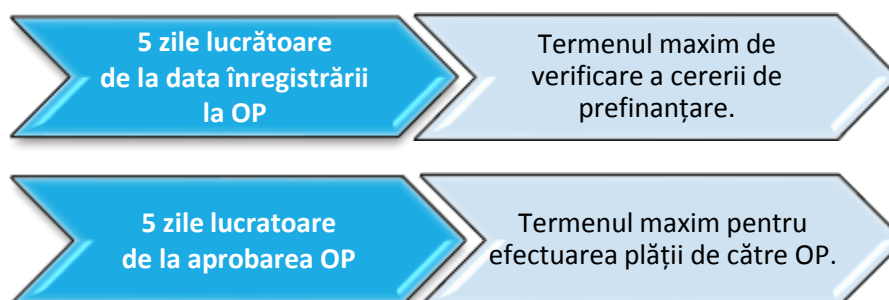 5 zile lucrătoare
de la data înregistrării
la OP
Termenul maxim de
verificare a cererii de
prefinanțare.
5 zile lucratoare
de la aprobarea OP
Termenul maxim pentru
efectuarea plății de către OP.